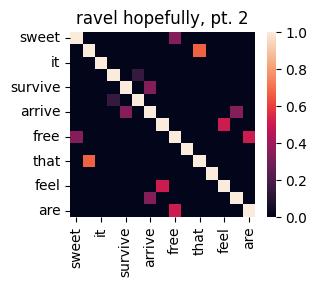 ravel hopefully, pt. 2
sweet
it
survive
arrive
free
that
feel
are
1.0
0.8
0.6
0.4
0.2
0.0
sweet
it
survive
arrive
free
that
feel
are